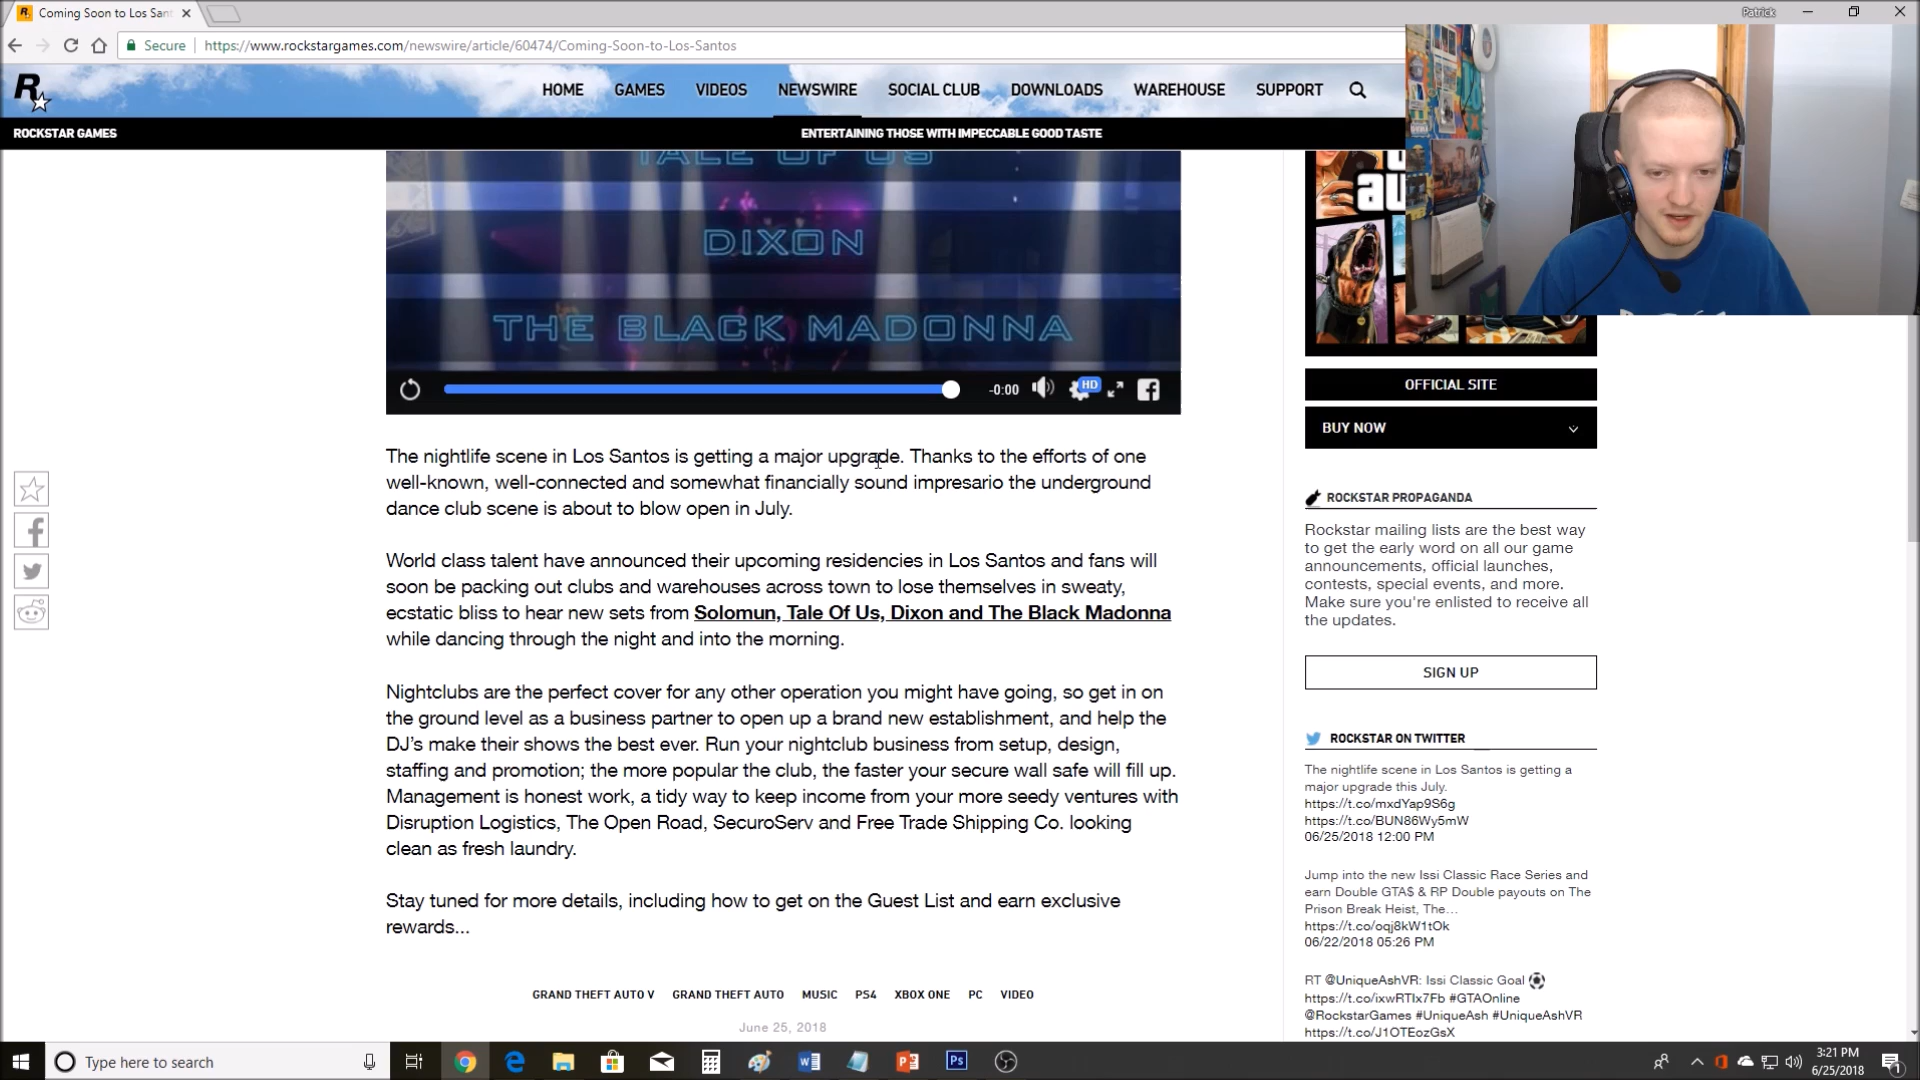 Coming Soon to Los Sant
Patrick
Secure
https://www.rockstargames.com/newswire/article/60474/Coming-Soon-to-Los-Santos
R
HOME
GAMES
VIDEOS
NEWSWIRE
SOCIAL CLUB
DOWNLOADS
WAREHOUSE
SUPPORT
ROCKSTAR GAMES
ENTERTAINING THOSE WITH IMPECCABLE GOOD TASTE
TALE OF US
DIXON
THE BLACK MADONNA
-0:00
HD
The nightlife scene in Los Santos is getting a major upgrade. Thanks to the efforts of one
well-known, well-connected and somewhat financially sound impresario the underground
dance club scene is about to blow open in July.
World class talent have announced their upcoming residencies in Los Santos and fans will
soon be packing out clubs and warehouses across town to lose themselves in sweaty,
ecstatic bliss to hear new sets from Solomun, Tale Of Us, Dixon and The Black Madonna
while dancing through the night and into the morning.
Nightclubs are the perfect cover for any other operation you might have going, so get in on
the ground level as a business partner to open up a brand new establishment, and help the
DJ's make their shows the best ever. Run your nightclub business from setup, design,
staffing and promotion; the more popular the club, the faster your secure wall safe will fill up.
Management is honest work, a tidy way to keep income from your more seedy ventures with
Disruption Logistics, The Open Road, SecuroServ and Free Trade Shipping Co. looking
clean as fresh laundry.
Stay tuned for more details, including how to get on the Guest List and earn exclusive
rewards...
GRAND THEFT AUTO V
GRAND THEFT AUTO
MUSIC
PS4
XBOX ONE
PC
VIDEO
June 25, 2018
OFFICIAL SITE
BUY NOW
ROCKSTAR PROPAGANDA
Rockstar mailing lists are the best way
to get the early word on all our game
announcements, official launches,
contests, special events, and more.
Make sure you're enlisted to receive all
the updates.
SIGN UP
ROCKSTAR ON TWITTER
The nightlife scene in Los Santos is getting a
major upgrade this July.
https://t.co/mxdYap9S6g
https://t.co/BUN86Wy5mW
06/25/2018 12:00 PM
Jump into the new Issi Classic Race Series and
earn Double GTA$ & RP Double payouts on The
Prison Break Heist, The...
https://t.co/oqj8kW1tOk
06/22/2018 05:26 PM
RT @UniqueAshVR: Issi Classic Goal ⚽
https://t.co/ixwRTIx7Fb #GTAOnline
@RockstarGames #UniqueAsh #UniqueAshVR
https://t.co/J1OTEozGsX
Type here to search
Ps
3:21 PM
6/25/2018
1